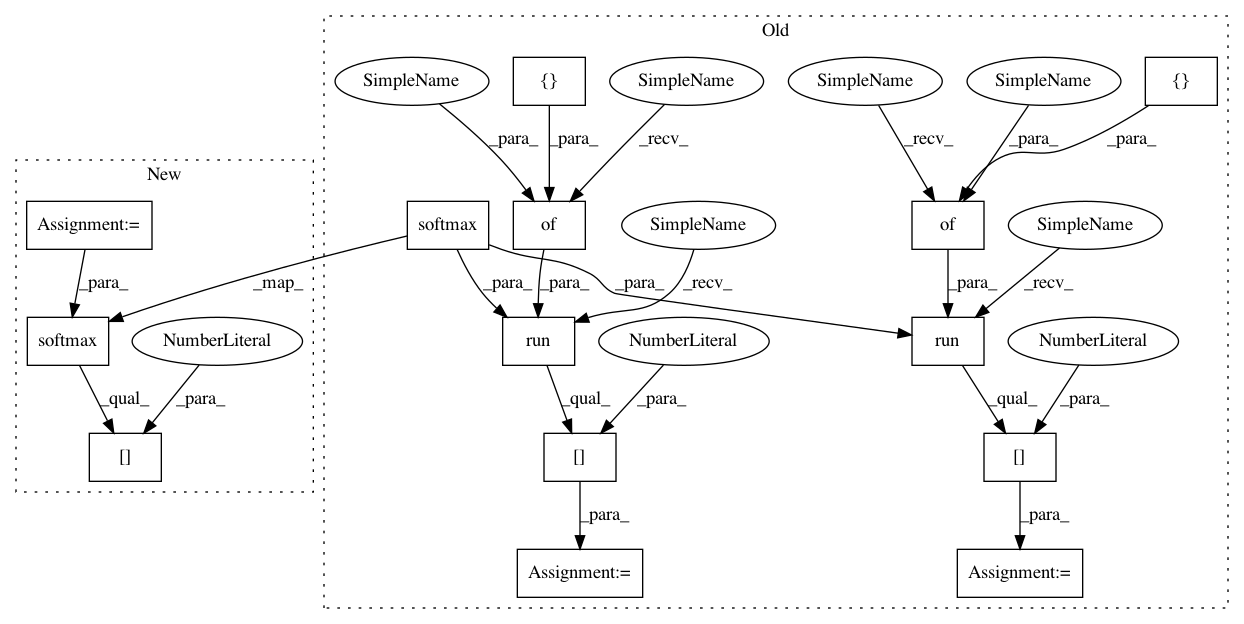 Old
SimpleName
{}
SimpleName
SimpleName
SimpleName
{}
New
_para_
_para_
_recv_
_recv_
_para_
_para_
Assignment:=
softmax
of
SimpleName
of
SimpleName
_para_
_map_
_para_
_para_
_para_
_recv_
_para_
_recv_
softmax
NumberLiteral
run
NumberLiteral
run
NumberLiteral
_qual_
_para_
_qual_
_para_
_qual_
_para_
[]
[]
[]
_para_
_para_
Assignment:=
Assignment:=